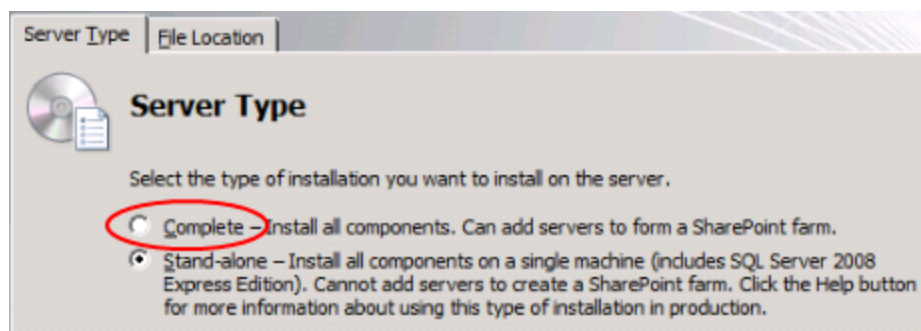 Server Type
File Location
Server Type
Select the type of installation you want to install on the server.
Complete – Install all components. Can add servers to form a SharePoint farm.
Stand-alone – Install all components on a single machine (includes SQL Server 2008
Express Edition). Cannot add servers to create a SharePoint farm. Click the Help button
for more information about using this type of installation in production.